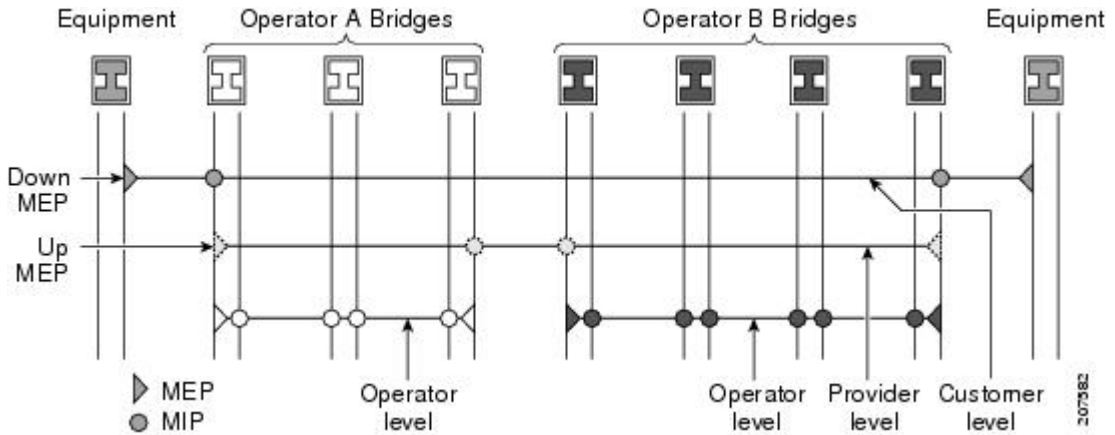 Equipment
Operator A Bridges
Operator B Bridges
Equipment
Down
MEP
Up
MEP
MEP
MIP
Operator
level
Operator
level
Provider
level
Customer
level
207582